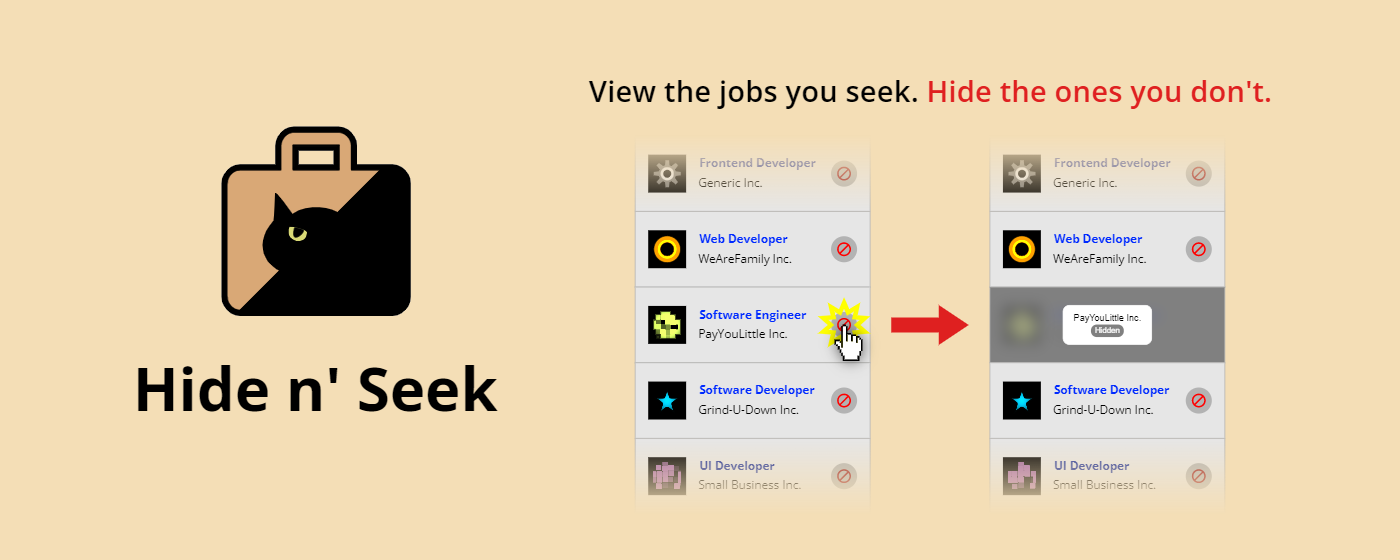 View the jobs you seek. Hide the ones you don't.
Hide n' Seek
Frontend Developer
Generic Inc.
Web Developer
WeAreFamily Inc.
Software Engineer
PayYouLittle Inc.
Software Developer
Grind-U-Down Inc.
UI Developer
Small Business Inc.
Frontend Developer
Generic Inc.
Web Developer
WeAreFamily Inc.
PayYouLittle Inc.
Hidden
Software Developer
Grind-U-Down Inc.
UI Developer
Small Business Inc.